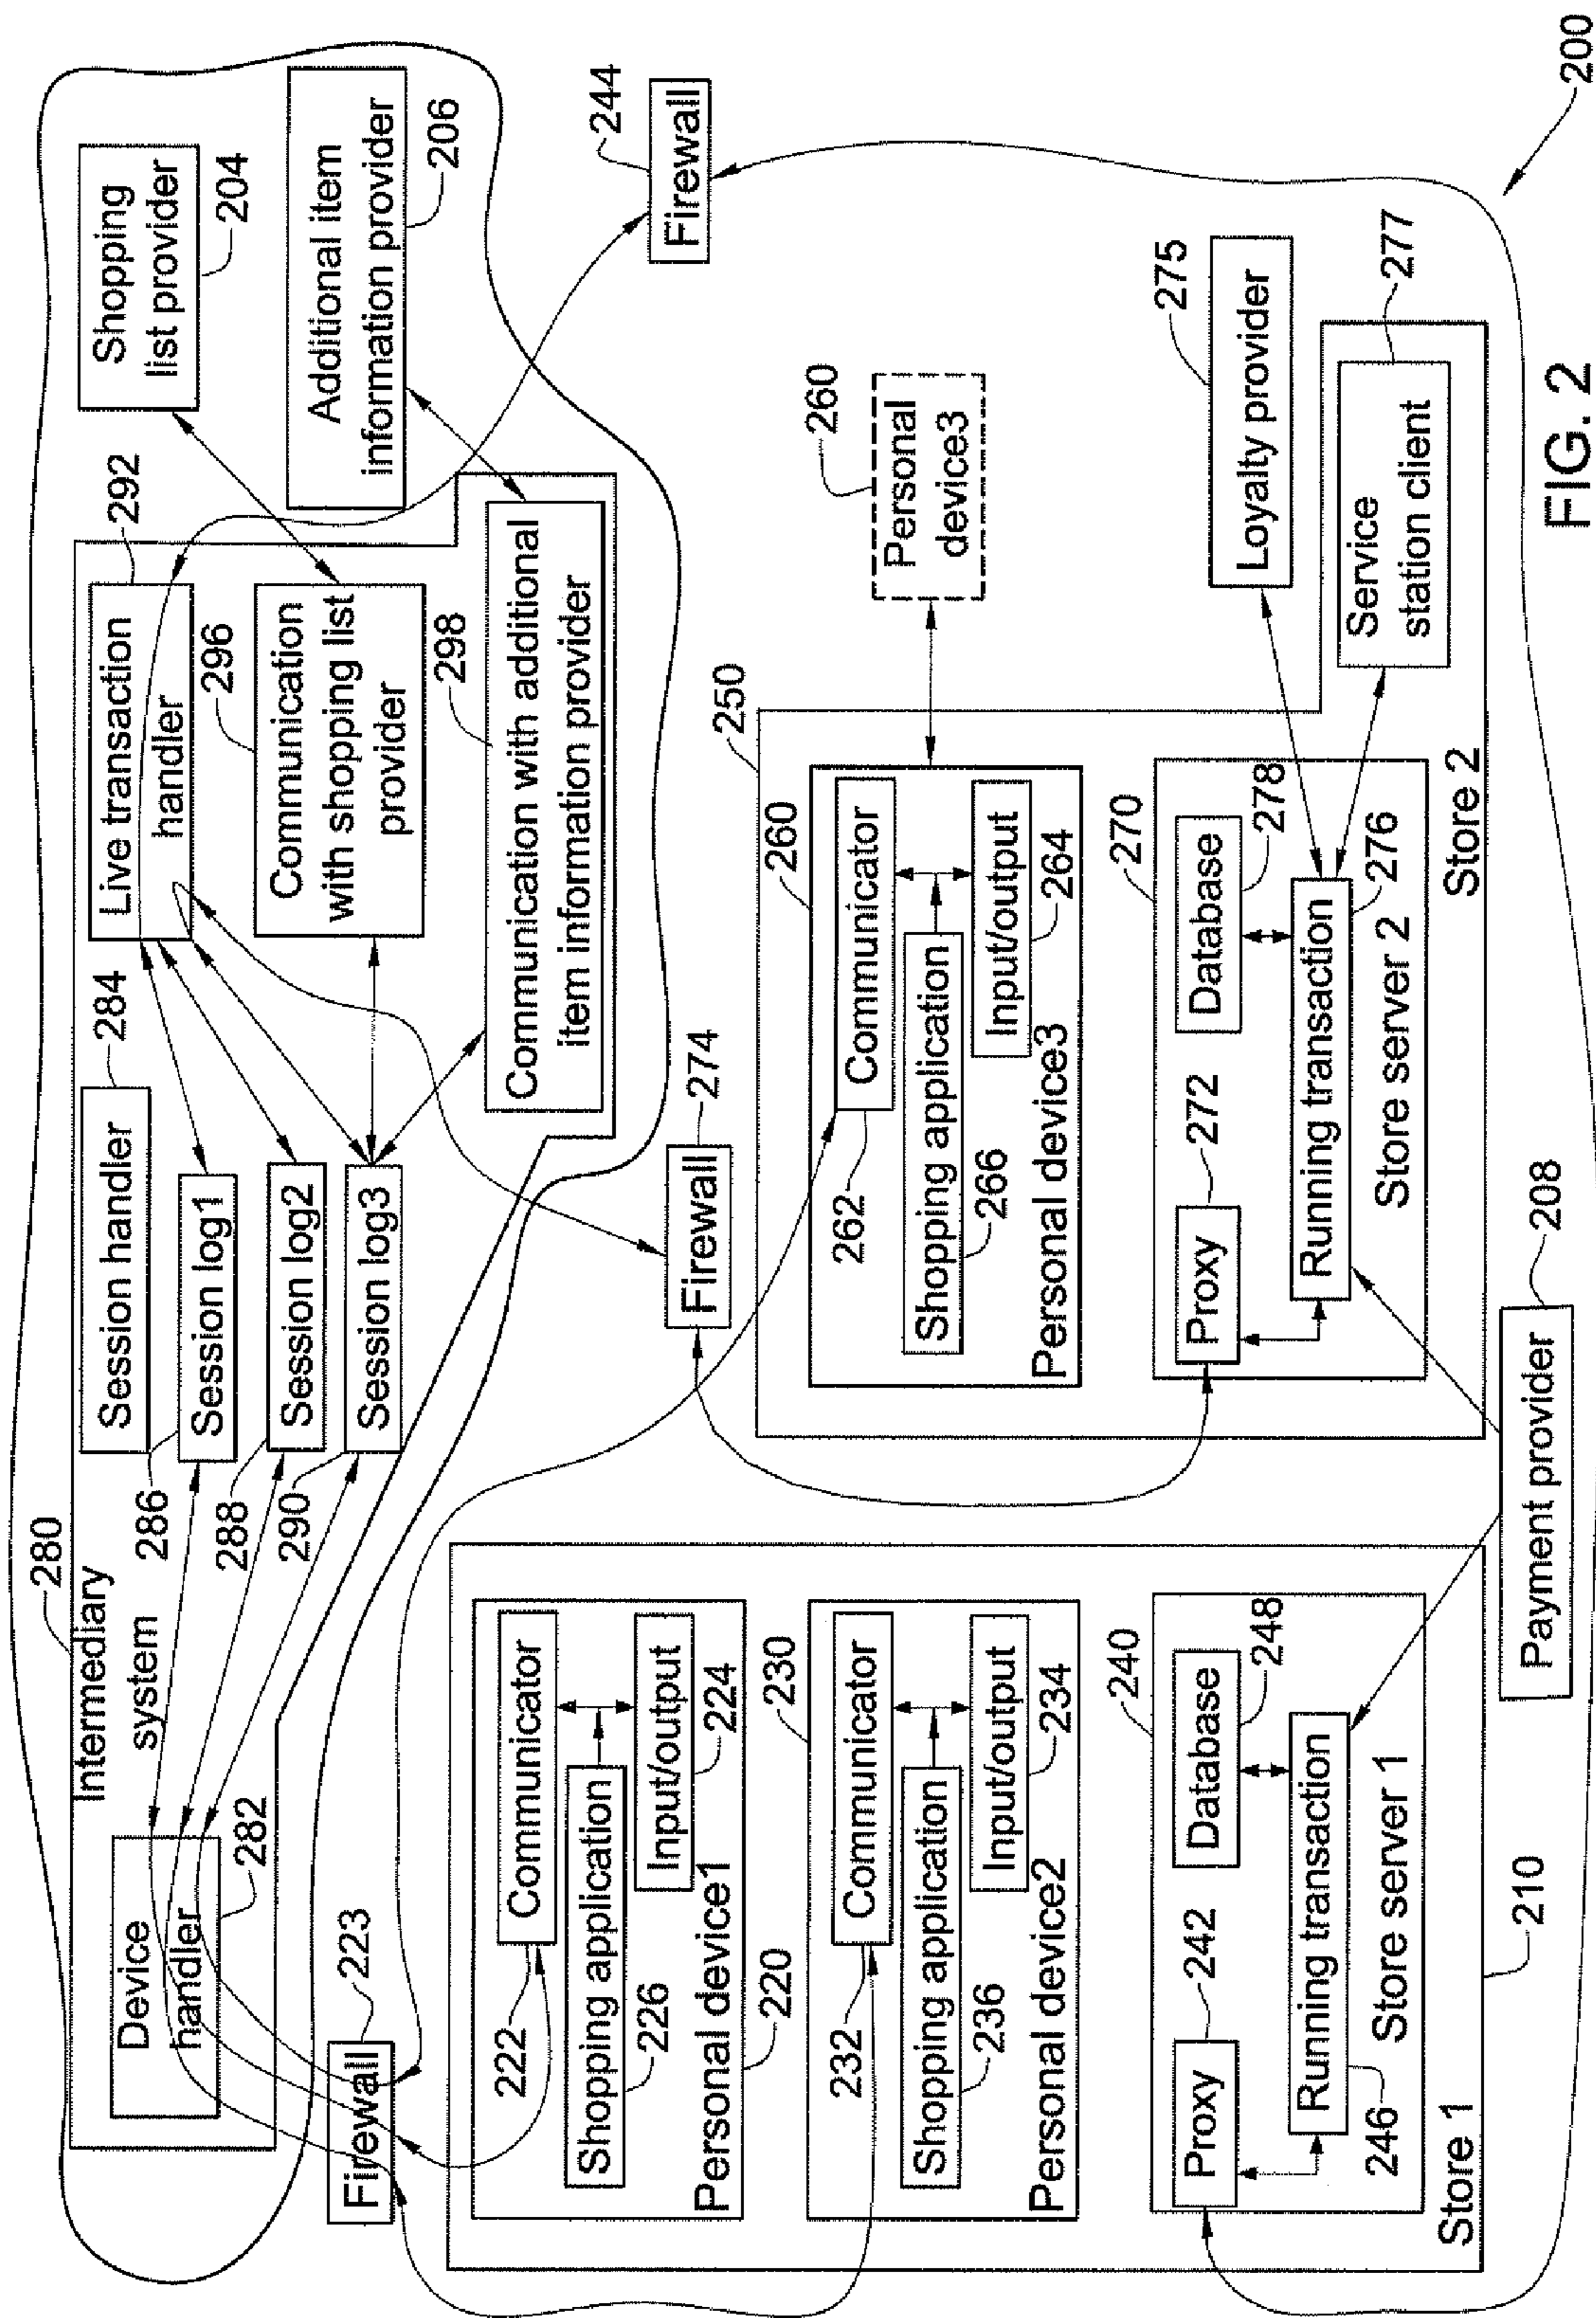 280
Intermediary
system
Device
handler
282
Session handler
284
286
Session log1
288
Session log2
290
Session log3
Live transaction
handler
292
296
Communication
with shopping list
provider
298
Communication with additional
item information provider
Shopping
list provider
204
Additional item
information provider
206
Firewall
223
Firewall
274
244
Firewall
222
Communicator
Shopping application
226
Input/output
224
Personal device1
220
230
Communicator
232
Shopping application
236
Input/output
234
Personal device2
240
Proxy
242
Database
248
Running transaction
246
Store server 1
Store 1
210
250
260
Communicator
262
Shopping application
266
Input/output
264
Personal device3
260
Personal
device3
270
Proxy
272
Database
278
Running transaction
276
Store server 2
Store 2
275
Loyalty provider
Service
station client
277
Payment provider
208
200
FIG. 2